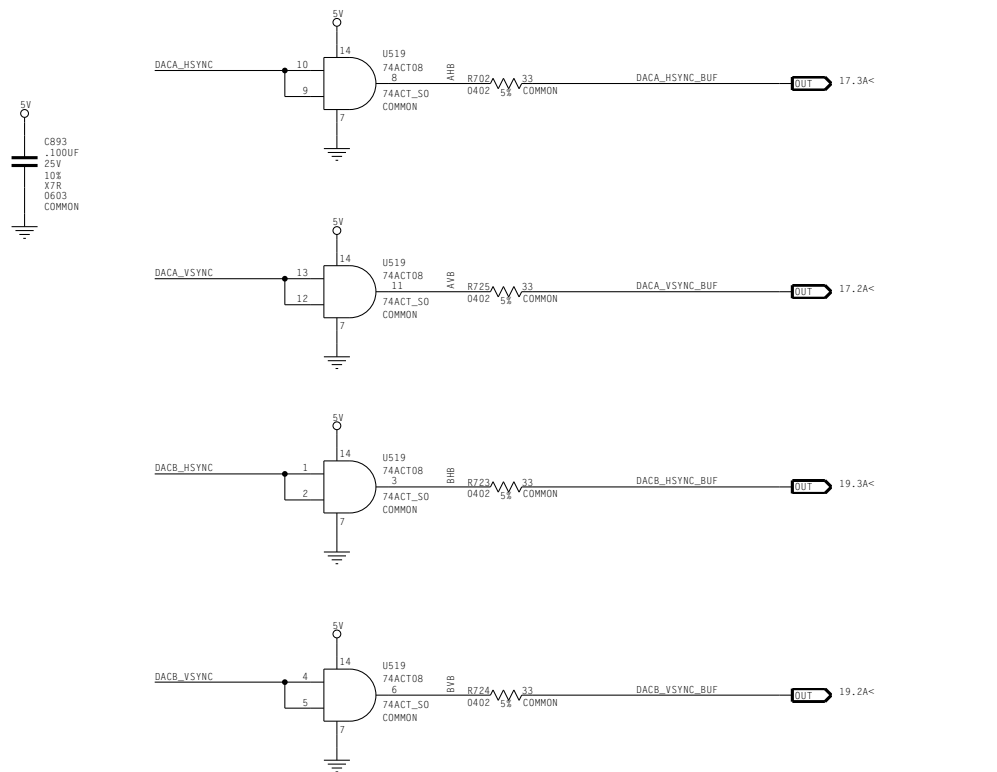 5V
14
U519
74ACT08
DACA_HSYNC
10
8
AHB
R702
33
DACA_HSYNC_BUF
OUT
17.3A<
9
74ACT_SO
0402
5%
COMMON
COMMON
7
5V
C893
.100UF
25V
10%
X7R
0603
COMMON
5V
14
U519
74ACT08
DACA_VSYNC
13
11
AVB
R725
33
DACA_VSYNC_BUF
OUT
17.2A<
12
74ACT_SO
0402
5%
COMMON
COMMON
7
5V
14
U519
74ACT08
DACB_HSYNC
1
3
BHB
R723
33
DACB_HSYNC_BUF
OUT
19.3A<
2
74ACT_SO
0402
5%
COMMON
COMMON
7
5V
14
U519
74ACT08
DACB_VSYNC
4
6
BVB
R724
33
DACB_VSYNC_BUF
OUT
19.2A<
5
74ACT_SO
0402
5%
COMMON
COMMON
7